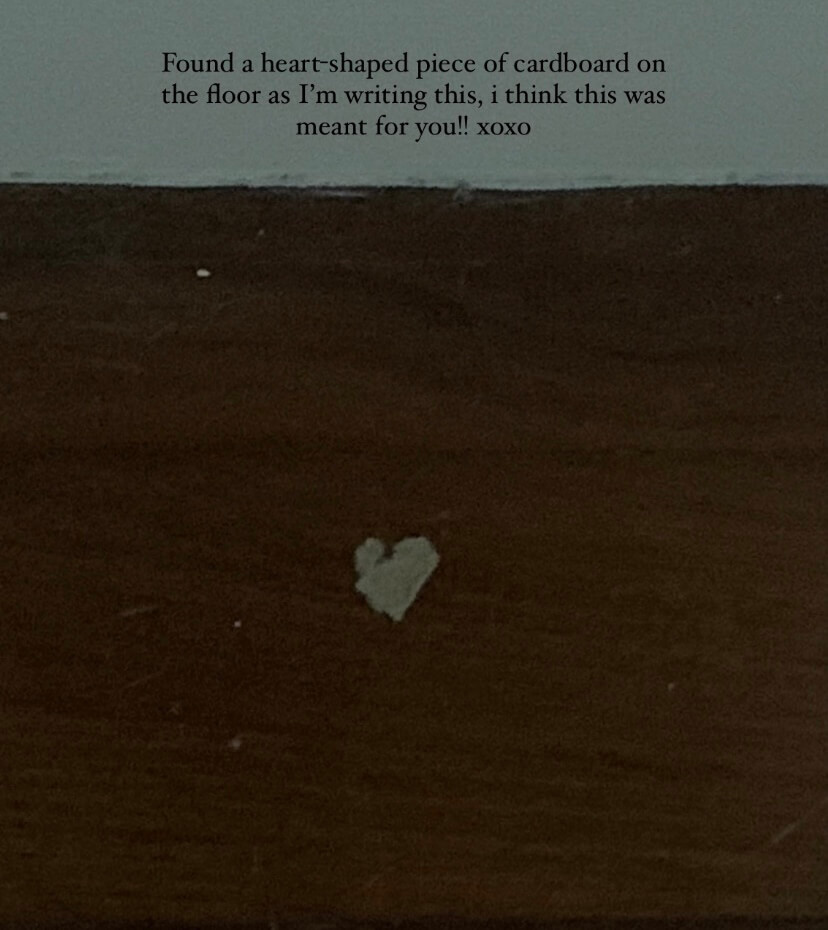 Found a heart-shaped piece of cardboard on
the floor as I’m writing this, i think this was
meant for you!! xoxo